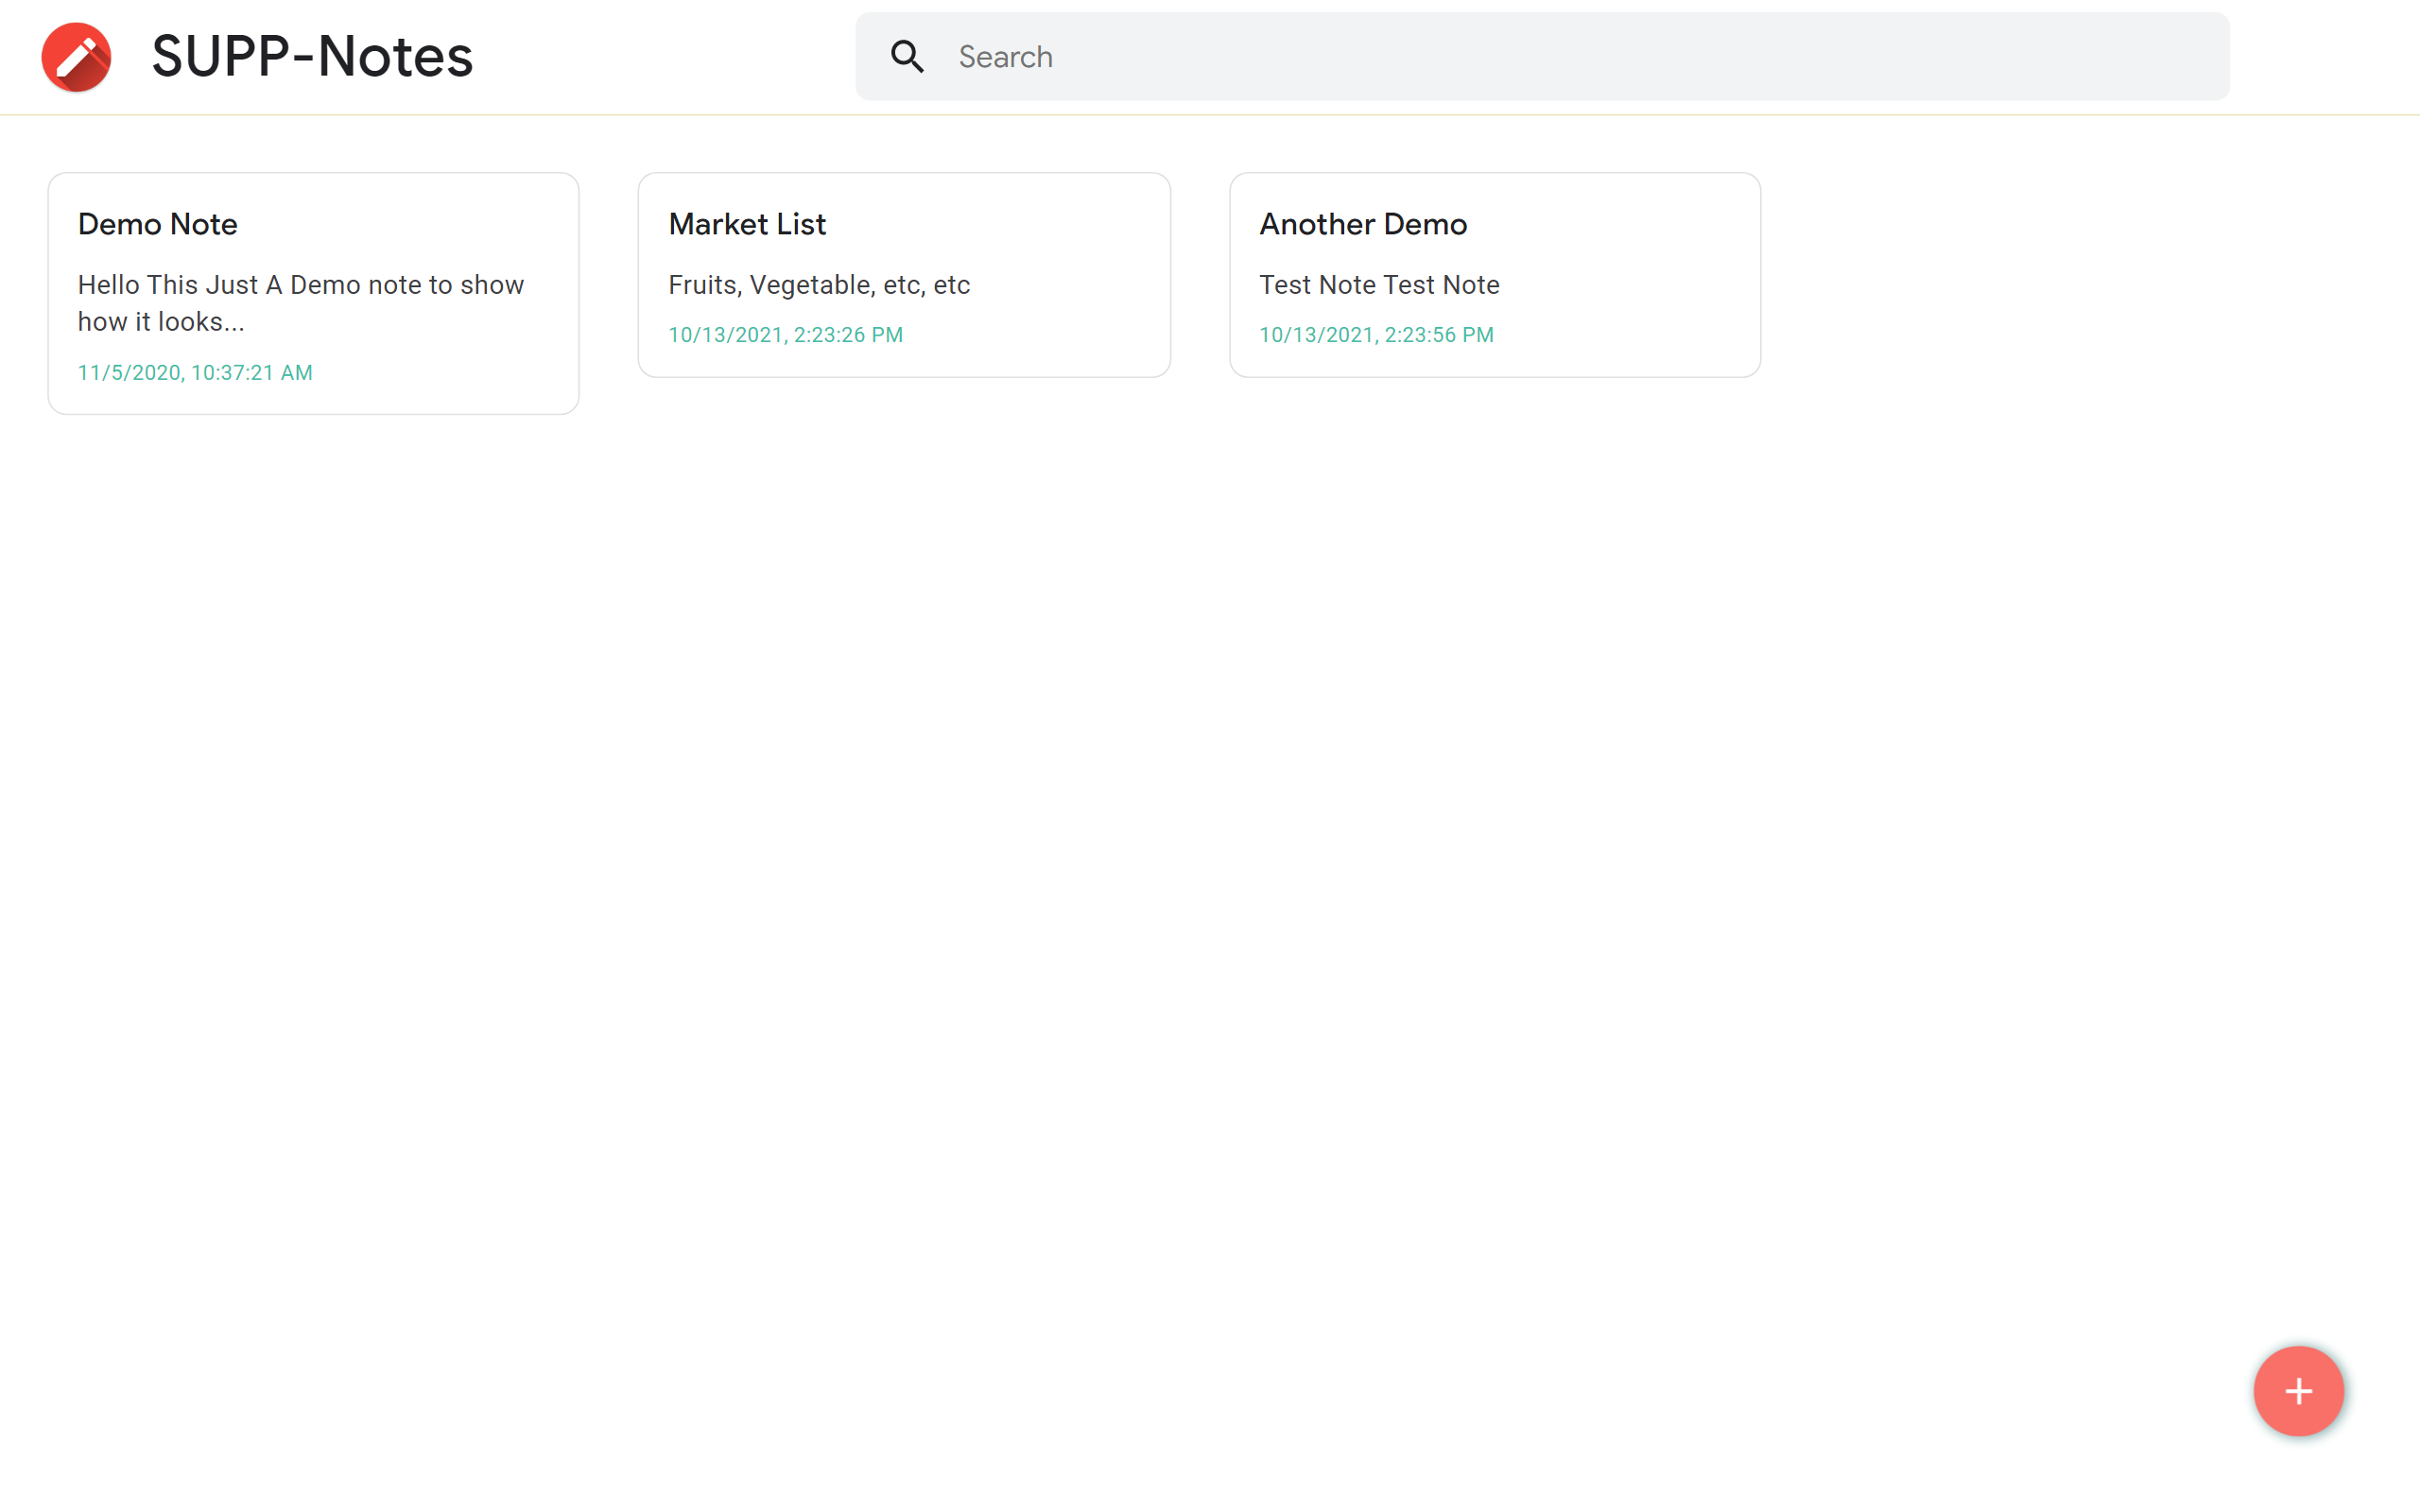 SUPP-Notes
Search
Demo Note
Hello This Just A Demo note to show
how it looks...
11/5/2020, 10:37:21 AM
Market List
Fruits, Vegetable, etc, etc
10/13/2021, 2:23:26 PM
Another Demo
Test Note Test Note
10/13/2021, 2:23:56 PM